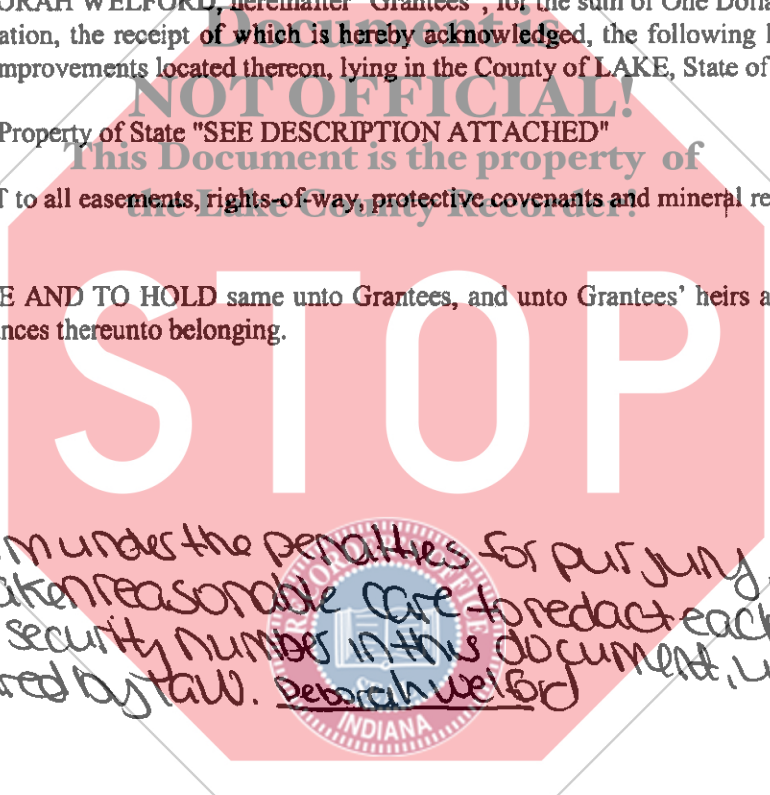 ORAH WELFORD, hereinafter "Grantees", for the sum of One Dolla
Document is
ation, the receipt of which is hereby acknowledged, the following l
mprovements located thereon, lying in the County of LAKE, State of
NOT OFFICIAL!
Property of State "SEE DESCRIPTION ATTACHED"
This Document is the property of
T to all easements, rights-of-way, protective covenants and mineral re
the Lake County Recorder!
E AND TO HOLD same unto Grantees, and unto Grantees' heirs a
nces thereunto belonging.
STOP
m under the penalties for purjury
aken reasonable care to redact each
security number in this document, u
red by law. Deborah Welford
RECORDER'S OFFICE
INDIANA